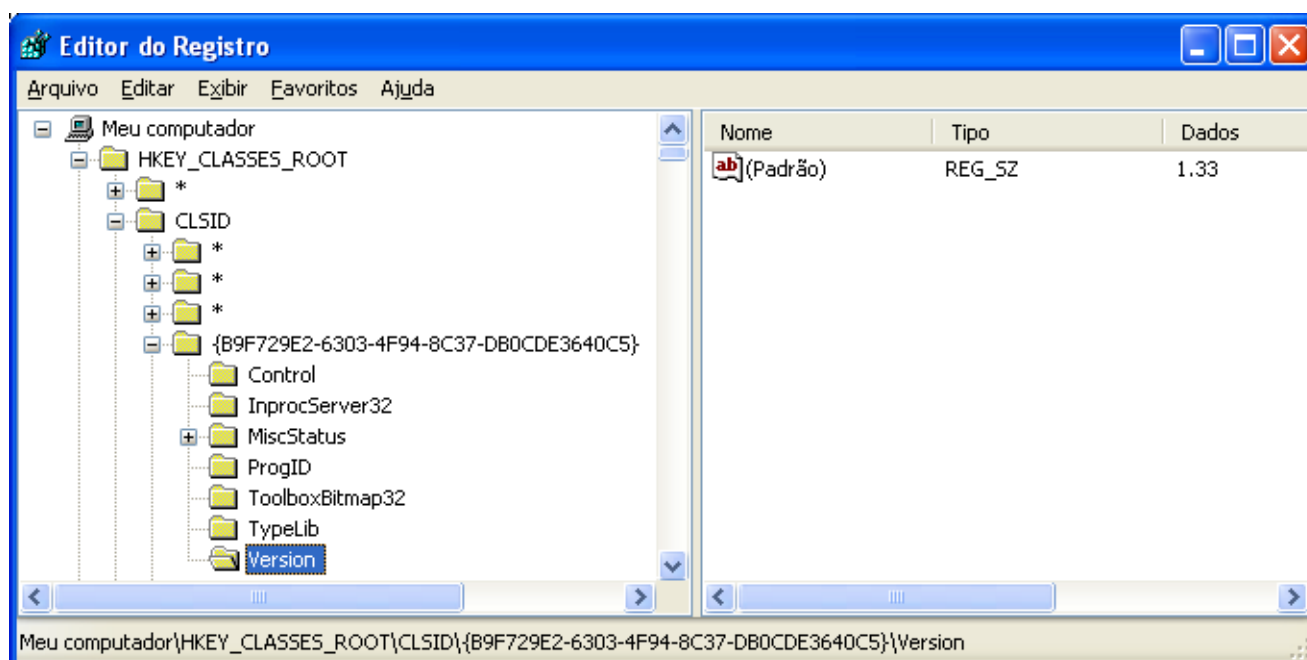 Editor do Registro
Arquivo Editar Exibir Favoritos Ajuda
Meu computador
HKEY_CLASSES_ROOT
*
CLSID
*
*
*
{B9F729E2-6303-4F94-8C37-DB0CDE3640C5}
Control
InprocServer32
MiscStatus
ProgID
ToolboxBitmap32
TypeLib
Version
Nome Tipo Dados
ab (Padrão) REG_SZ 1.33
Meu computador\HKEY_CLASSES_ROOT\CLSID\{B9F729E2-6303-4F94-8C37-DB0CDE3640C5}\Version